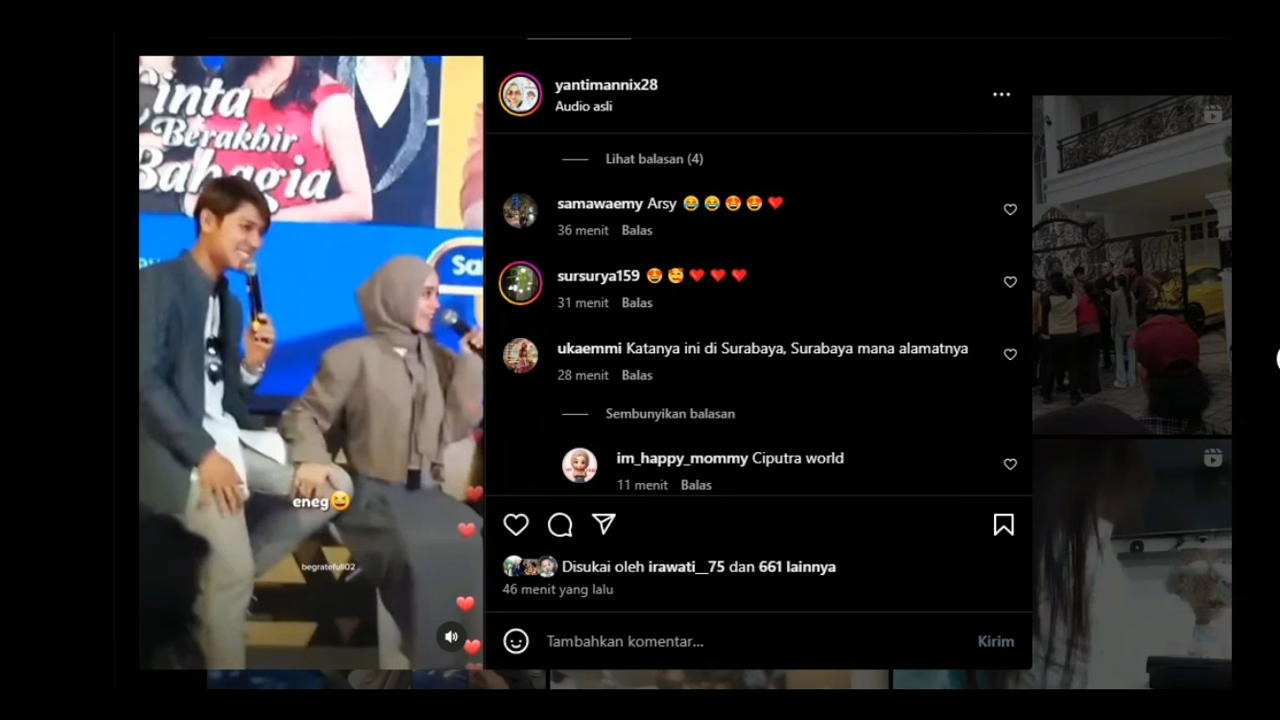 Cinta
Berakhir
Bahagia
Sa
eneg😆
begratefull02
yantimannix28
Audio asli
Lihat balasan (4)
samawaemy Arsy 😂😂🤩🤩❤️
36 menit Balas
sursurya159 🤩🥰❤️❤️❤️
31 menit Balas
ukaemmi Katanya ini di Surabaya, Surabaya mana alamatnya
28 menit Balas
Sembunyikan balasan
im_happy_mommy Ciputra world
11 menit Balas
Disukai oleh irawati__75 dan 661 lainnya
46 menit yang lalu
Tambahkan komentar...
Kirim